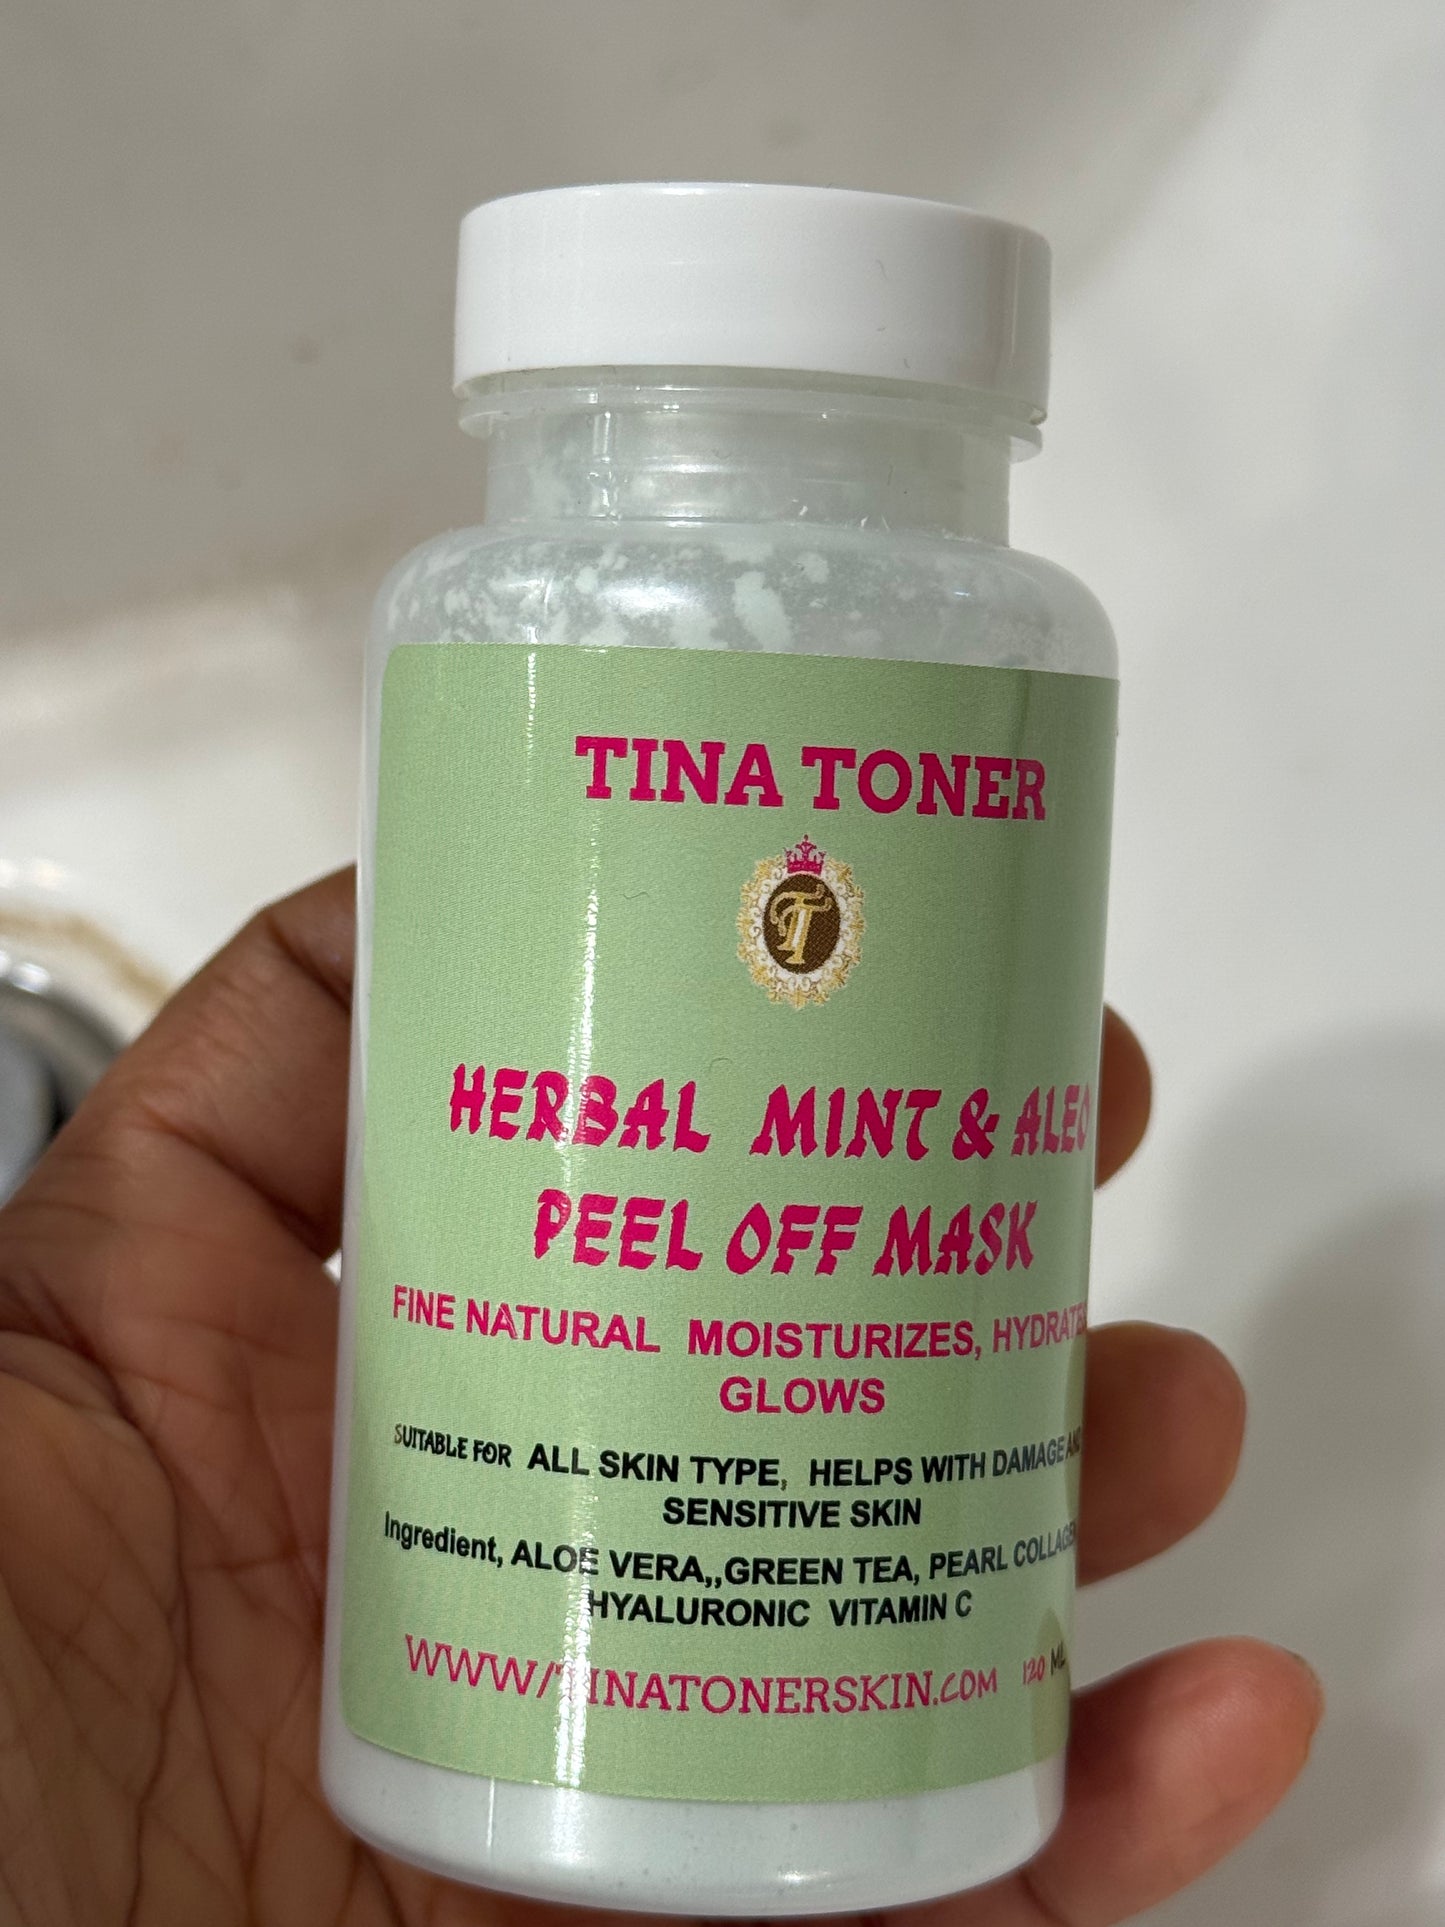 TINA TONER
HERBAL MINT & ALEO
PEEL OFF MASK
FINE NATURAL MOISTURIZES, HYDRATES
GLOWS
SUITABLE FOR ALL SKIN TYPE, HELPS WITH DAMAGE AND
SENSITIVE SKIN
Ingredient, ALOE VERA,,GREEN TEA, PEARL COLLAGEN
HYALURONIC VITAMIN C
WWW/TINATONERSKIN.COM 120 ML